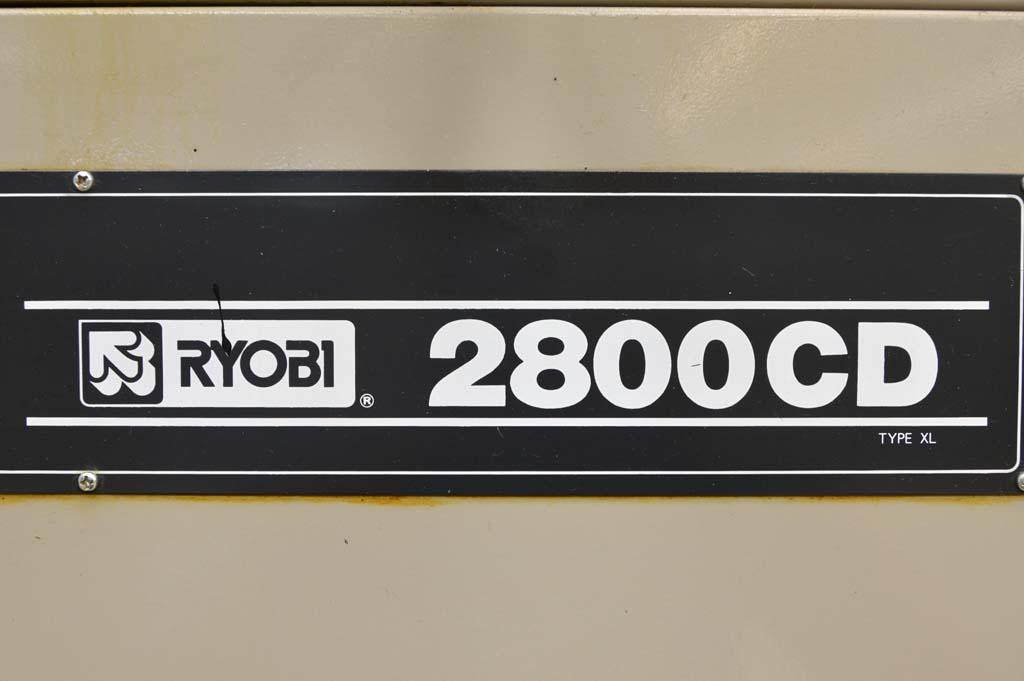 RYOBI® 2800CD
TYPE XL